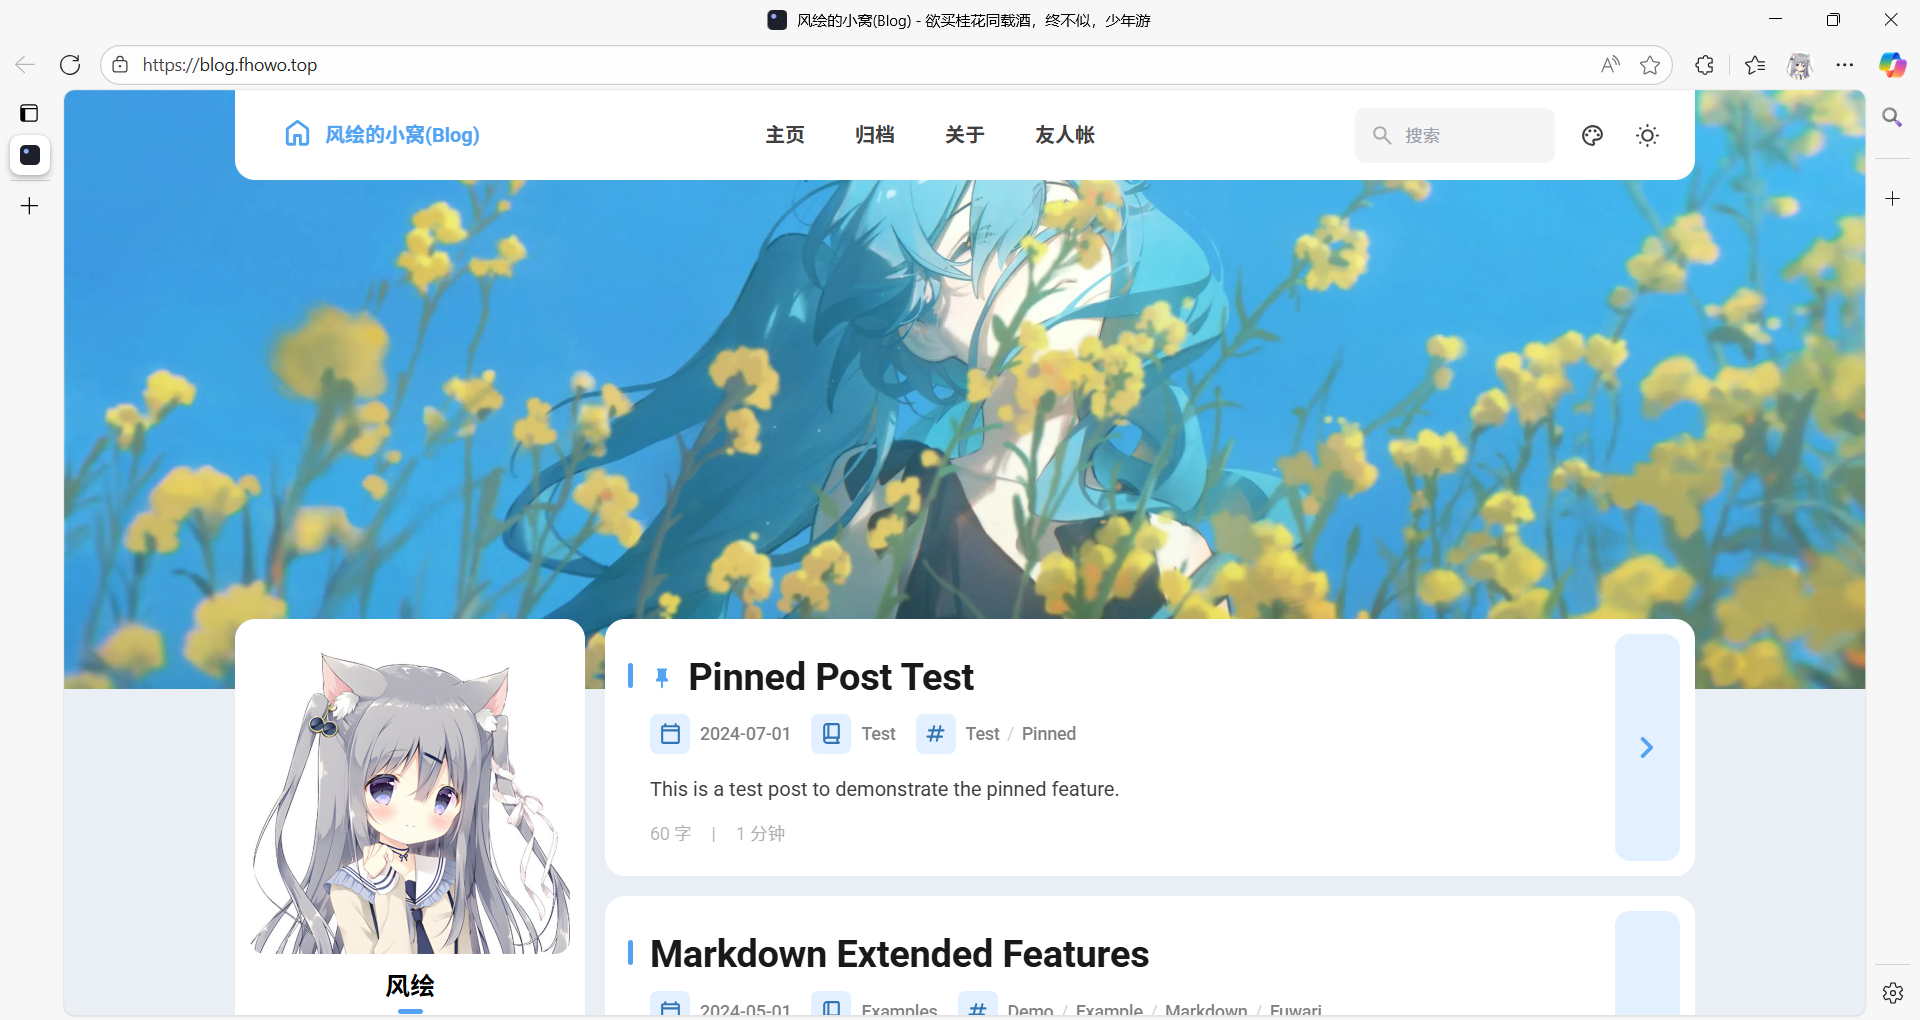 风绘的小窝(Blog) - 欲买桂花同载酒，终不似，少年游
https://blog.fhowo.top
风绘的小窝(Blog)
主页 归档 关于 友人帐
搜索
Pinned Post Test
2024-07-01 Test Test / Pinned
This is a test post to demonstrate the pinned feature.
60 字 | 1 分钟
风绘
Markdown Extended Features
2024-05-01 Examples Demo / Example / Markdown / Fuwari